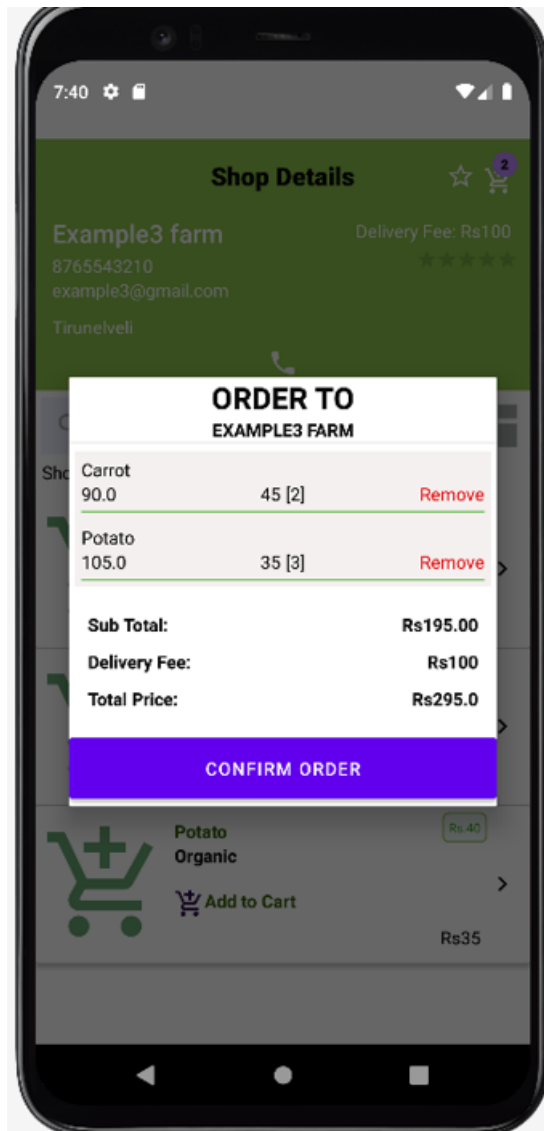 7:40
Shop Details
2
Example3 farm
Delivery Fee: Rs100
8765543210
example3@gmail.com
Tirunelveli
ORDER TO
EXAMPLE3 FARM
Sho
Carrot
90.0 45 [2] Remove
Potato
105.0 35 [3] Remove
Sub Total: Rs195.00
Delivery Fee: Rs100
Total Price: Rs295.0
CONFIRM ORDER
Potato Rs.40
Organic
Add to Cart
Rs35